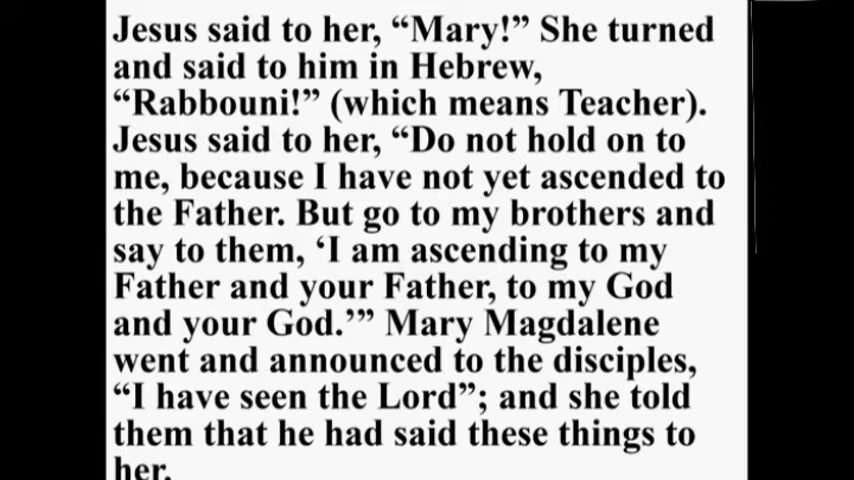 Jesus said to her, “Mary!” She turned
and said to him in Hebrew,
“Rabbouni!” (which means Teacher).
Jesus said to her, “Do not hold on to
me, because I have not yet ascended to
the Father. But go to my brothers and
say to them, ‘I am ascending to my
Father and your Father, to my God
and your God.’” Mary Magdalene
went and announced to the disciples,
“I have seen the Lord”; and she told
them that he had said these things to
her.